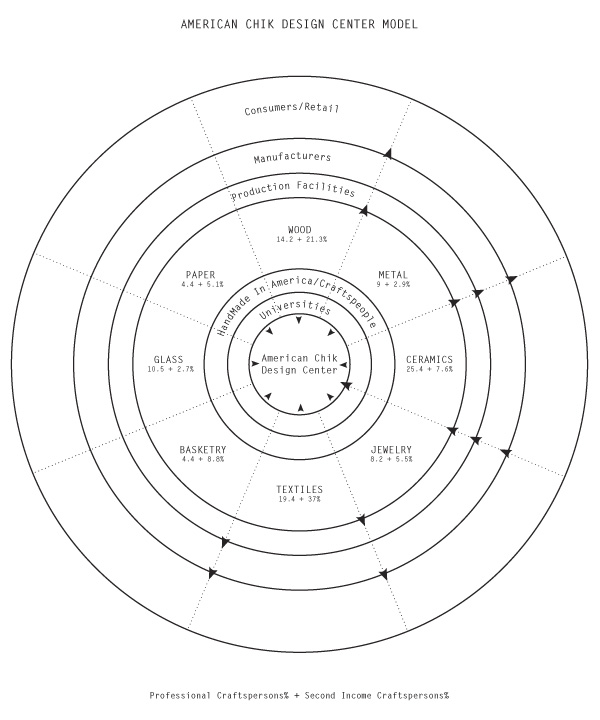 AMERICAN CHIK DESIGN CENTER MODEL
Consumers/Retail
Manufacturers
Production Facilities
WOOD
14.2 + 21.3%
PAPER
4.4 + 5.1%
METAL
9 + 2.9%
HandMade In America/Craftspeople
Universities
GLASS
10.5 + 2.7%
American Chik
Design Center
CERAMICS
25.4 + 7.6%
BASKETRY
4.4 + 8.8%
JEWELRY
8.2 + 5.5%
TEXTILES
19.4 + 37%
Professional Craftspersons% + Second Income Craftspersons%